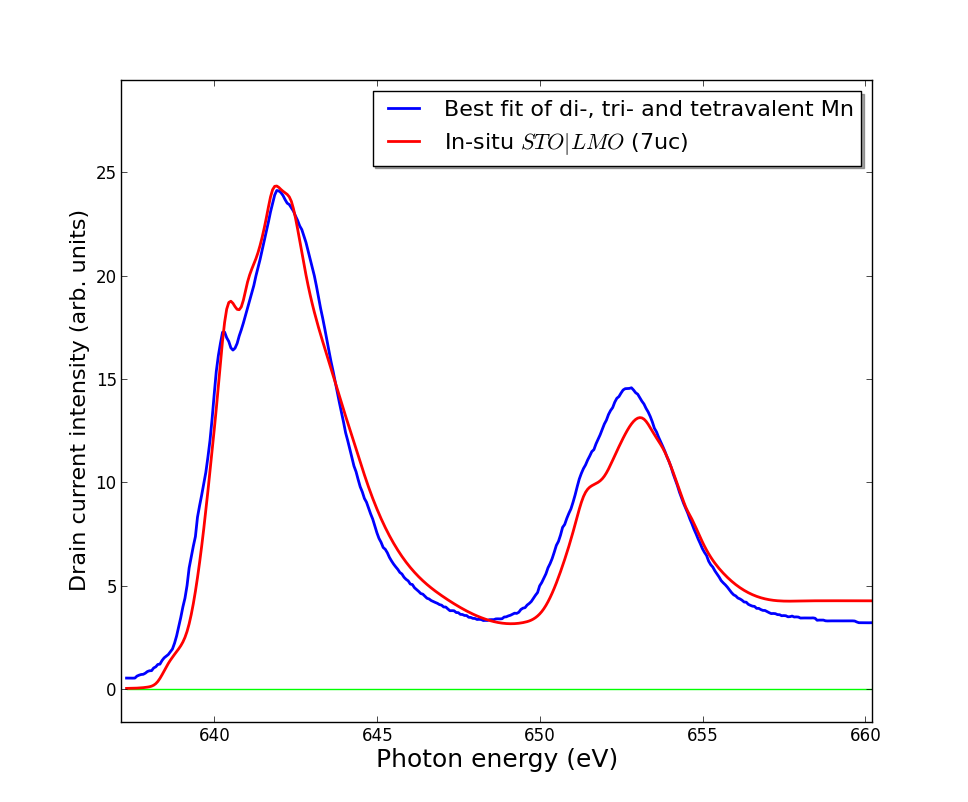 Best fit of di-, tri- and tetravalent Mn
In-situ STO|LMO (7uc)
Drain current intensity (arb. units)
25
20
15
10
5
0
640 645 650 655 660
Photon energy (eV)